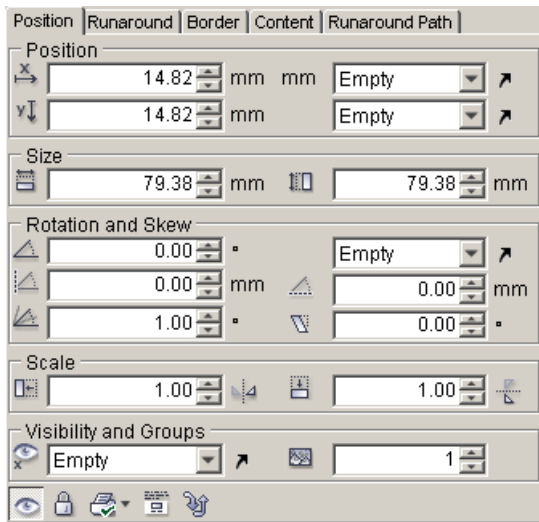 Position Runaround Border Content Runaround Path
Position
x 14.82 mm mm Empty
y 14.82 mm Empty
Size
79.38 mm 79.38 mm
Rotation and Skew
0.00 ° Empty
0.00 mm 0.00 mm
1.00 ° 0.00 °
Scale
1.00 1.00
Visibility and Groups
x Empty 1